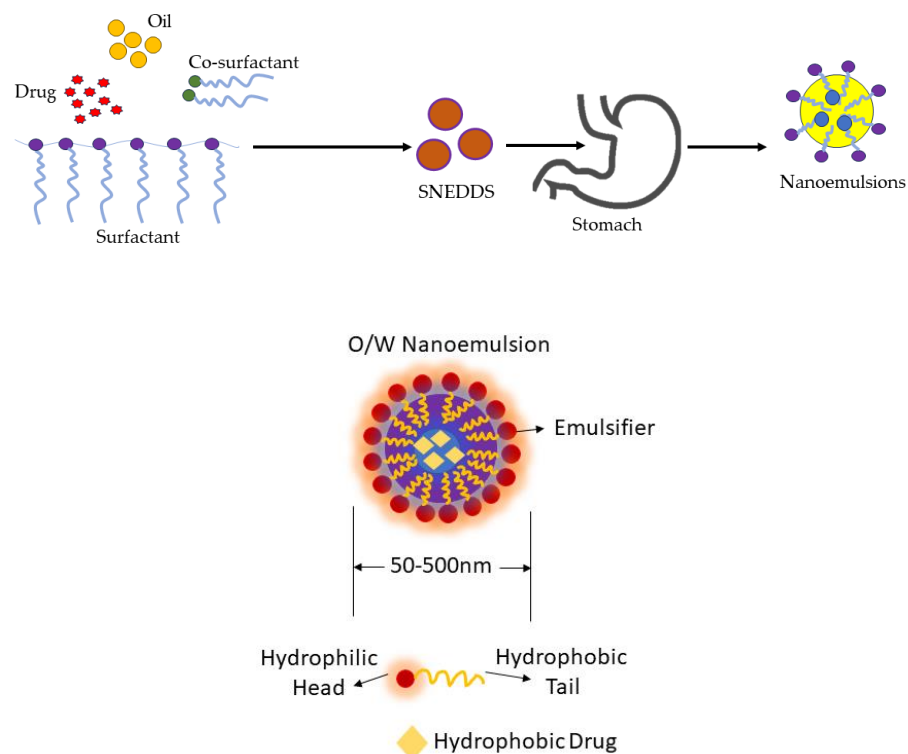 Oil
Co-surfactant
Drug
SNEDDS
Nanoemulsions
Stomach
Surfactant
O/W Nanoemulsion
Emulsifier
50-500nm
Hydrophilic
Head
Hydrophobic
Tail
Hydrophobic Drug